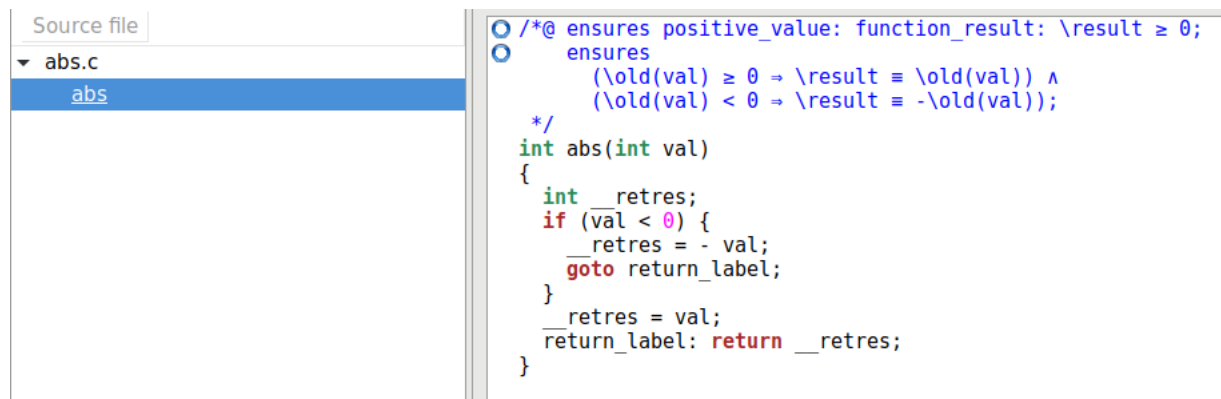 Source file
abs.c
abs
/*@ ensures positive_value: function_result: \result ≥ 0;
ensures
(\old(val) ≥ 0 ⇒ \result ≡ \old(val)) ∧
(\old(val) < 0 ⇒ \result ≡ -\old(val));
*/
int abs(int val)
{
int __retres;
if (val < 0) {
__retres = - val;
goto return_label;
}
__retres = val;
return_label: return __retres;
}